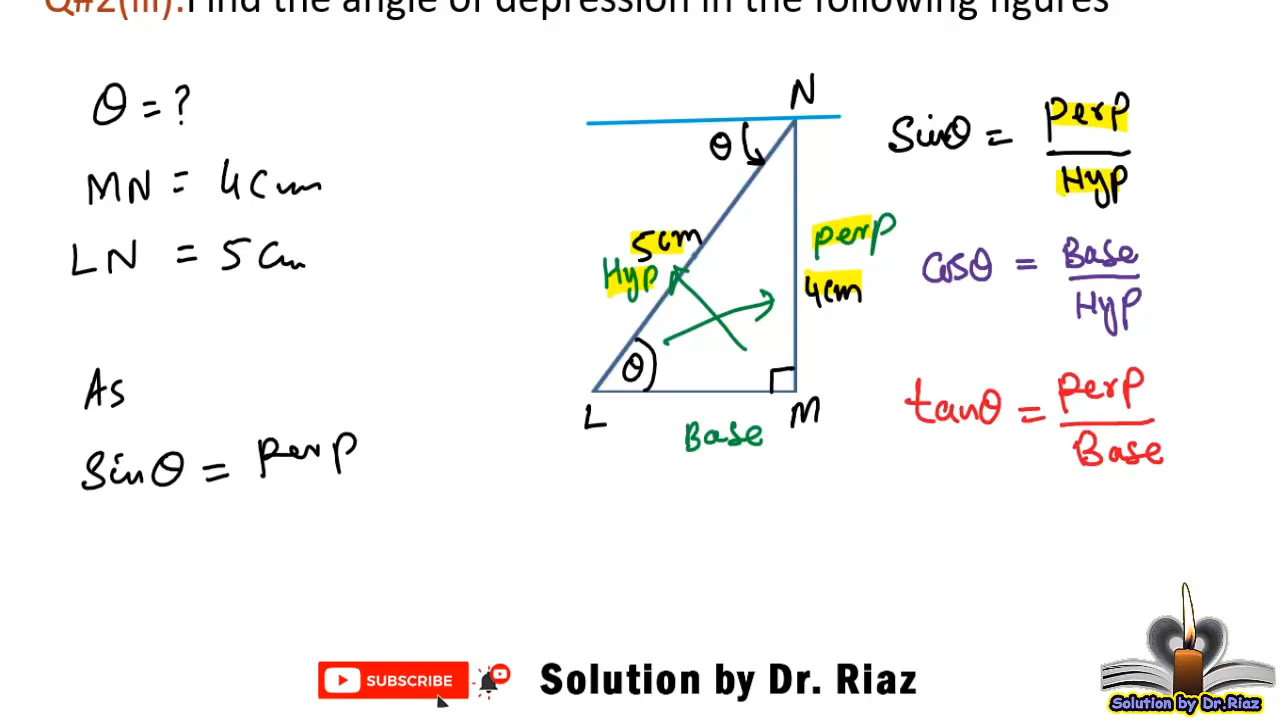 Q#2(iii):Find the angle of depression in the following figures
θ = ?
MN = 4cm
LN = 5cm
As
sinθ = perp
N
θ
5cm
Hyp
perp
4cm
θ
L
M
Base
sinθ = perp
Hyp
cosθ = Base
Hyp
tanθ = perp
Base
SUBSCRIBE
Solution by Dr. Riaz
Solution by Dr.Riaz